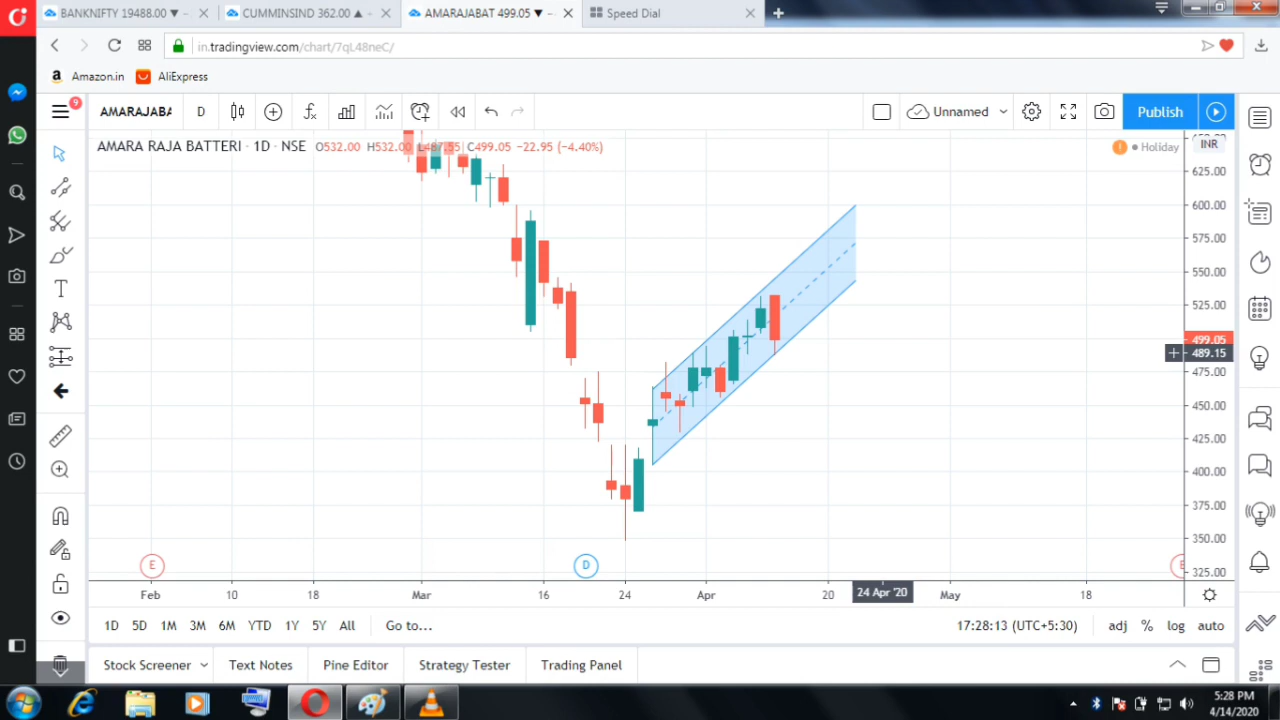 BANKNIFTY 19488.00 ▼
CUMMINSIND 362.00 ▲
AMARAJABAT 499.05 ▼
Speed Dial
in.tradingview.com/chart/7qL48neC/
Amazon.in
AliExpress
9
AMARAJABA
D
Unnamed
Publish
AMARA RAJA BATTERI · 1D · NSE O532.00 H532.00 L487.55 C499.05 −22.95 (−4.40%)
Holiday
INR
625.00
600.00
575.00
550.00
525.00
499.05
489.15
475.00
450.00
425.00
400.00
375.00
350.00
325.00
E
D
Feb 10 18 Mar 16 24 Apr 20 24 Apr '20 May 18
1D 5D 1M 3M 6M YTD 1Y 5Y All Go to... 17:28:13 (UTC+5:30) adj % log auto
Stock Screener Text Notes Pine Editor Strategy Tester Trading Panel
5:28 PM
4/14/2020